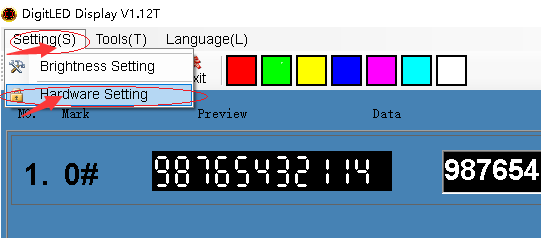 DigitLED Display V1.12T
Setting(S) Tools(T) Language(L)
Brightness Setting
xit
Hardware Setting
No. Mark Preview Data
1. 0# 98765432114 987654